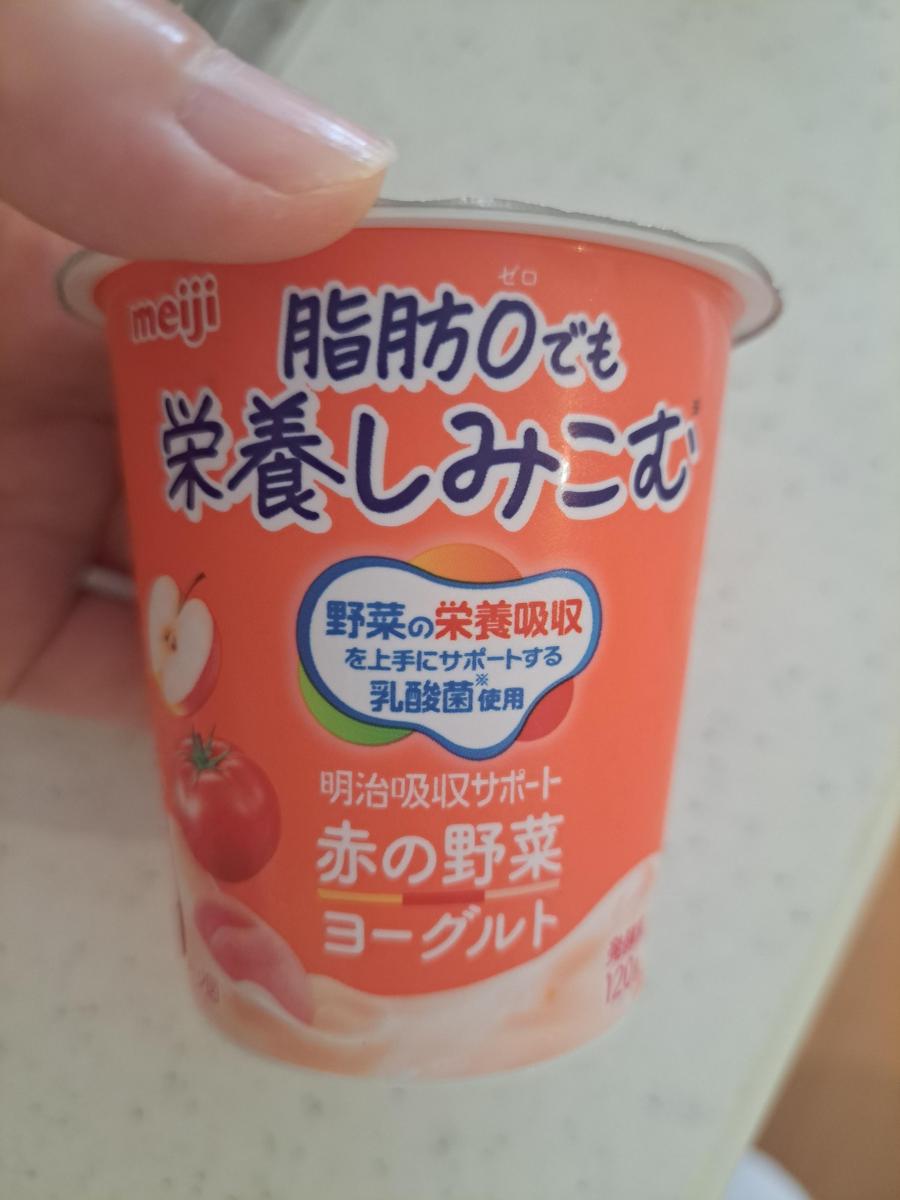 meiji
ゼロ
脂肪0でも
栄養しみこむ※
野菜の栄養吸収
を上手にサポートする
乳酸菌※使用
明治吸収サポート
赤の野菜
ヨーグルト
120g